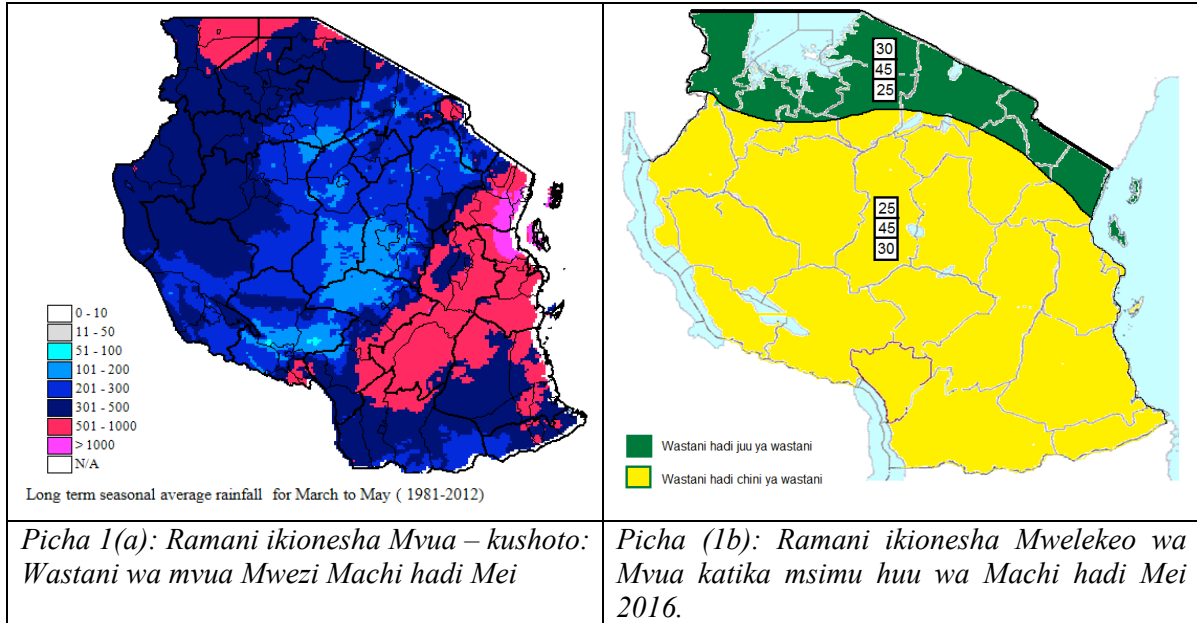 0 - 10
11 - 50
51 - 100
101 - 200
201 - 300
301 - 500
501 - 1000
> 1000
N/A
Long term seasonal average rainfall for March to May ( 1981-2012)
30
45
25
25
45
30
Wastani hadi juu ya wastani
Wastani hadi chini ya wastani
Picha 1(a): Ramani ikionesha Mvua – kushoto:
Wastani wa mvua Mwezi Machi hadi Mei
Picha (1b): Ramani ikionesha Mwelekeo wa
Mvua katika msimu huu wa Machi hadi Mei
2016.